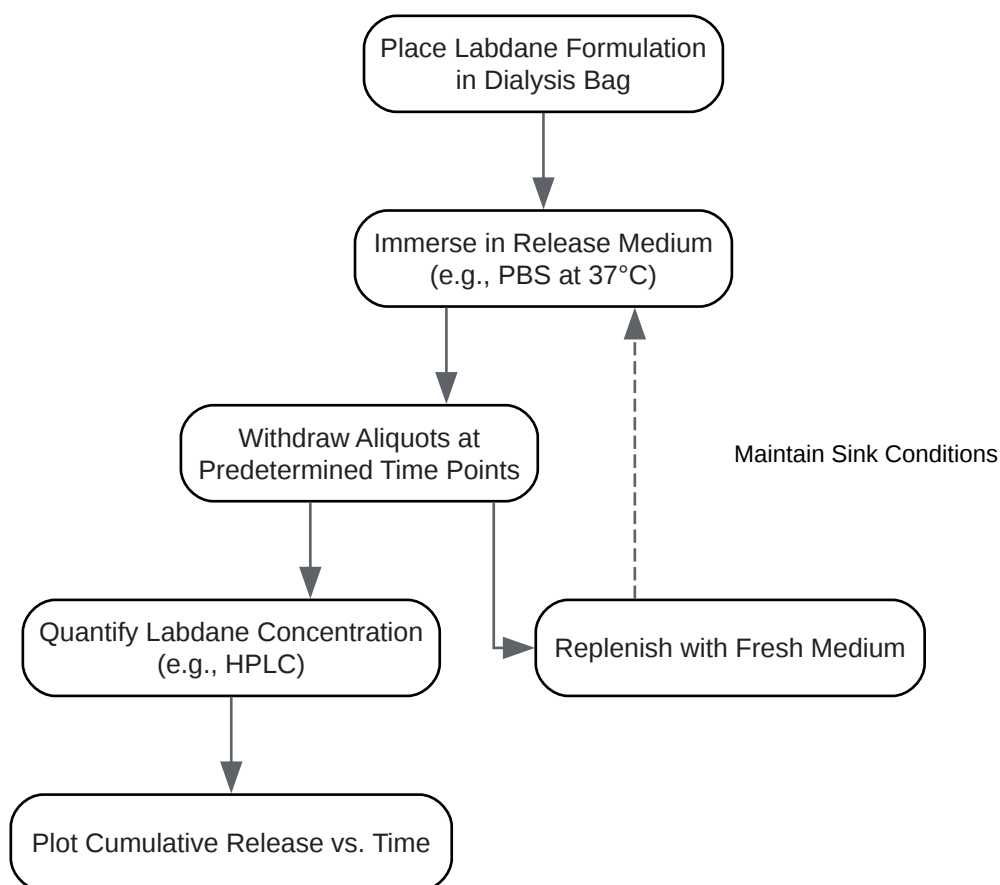 Place Labdane Formulation
in Dialysis Bag
Immerse in Release Medium
(e.g., PBS at 37°C)
Withdraw Aliquots at
Predetermined Time Points
Maintain Sink Conditions
Quantify Labdane Concentration
(e.g., HPLC)
Replenish with Fresh Medium
Plot Cumulative Release vs. Time